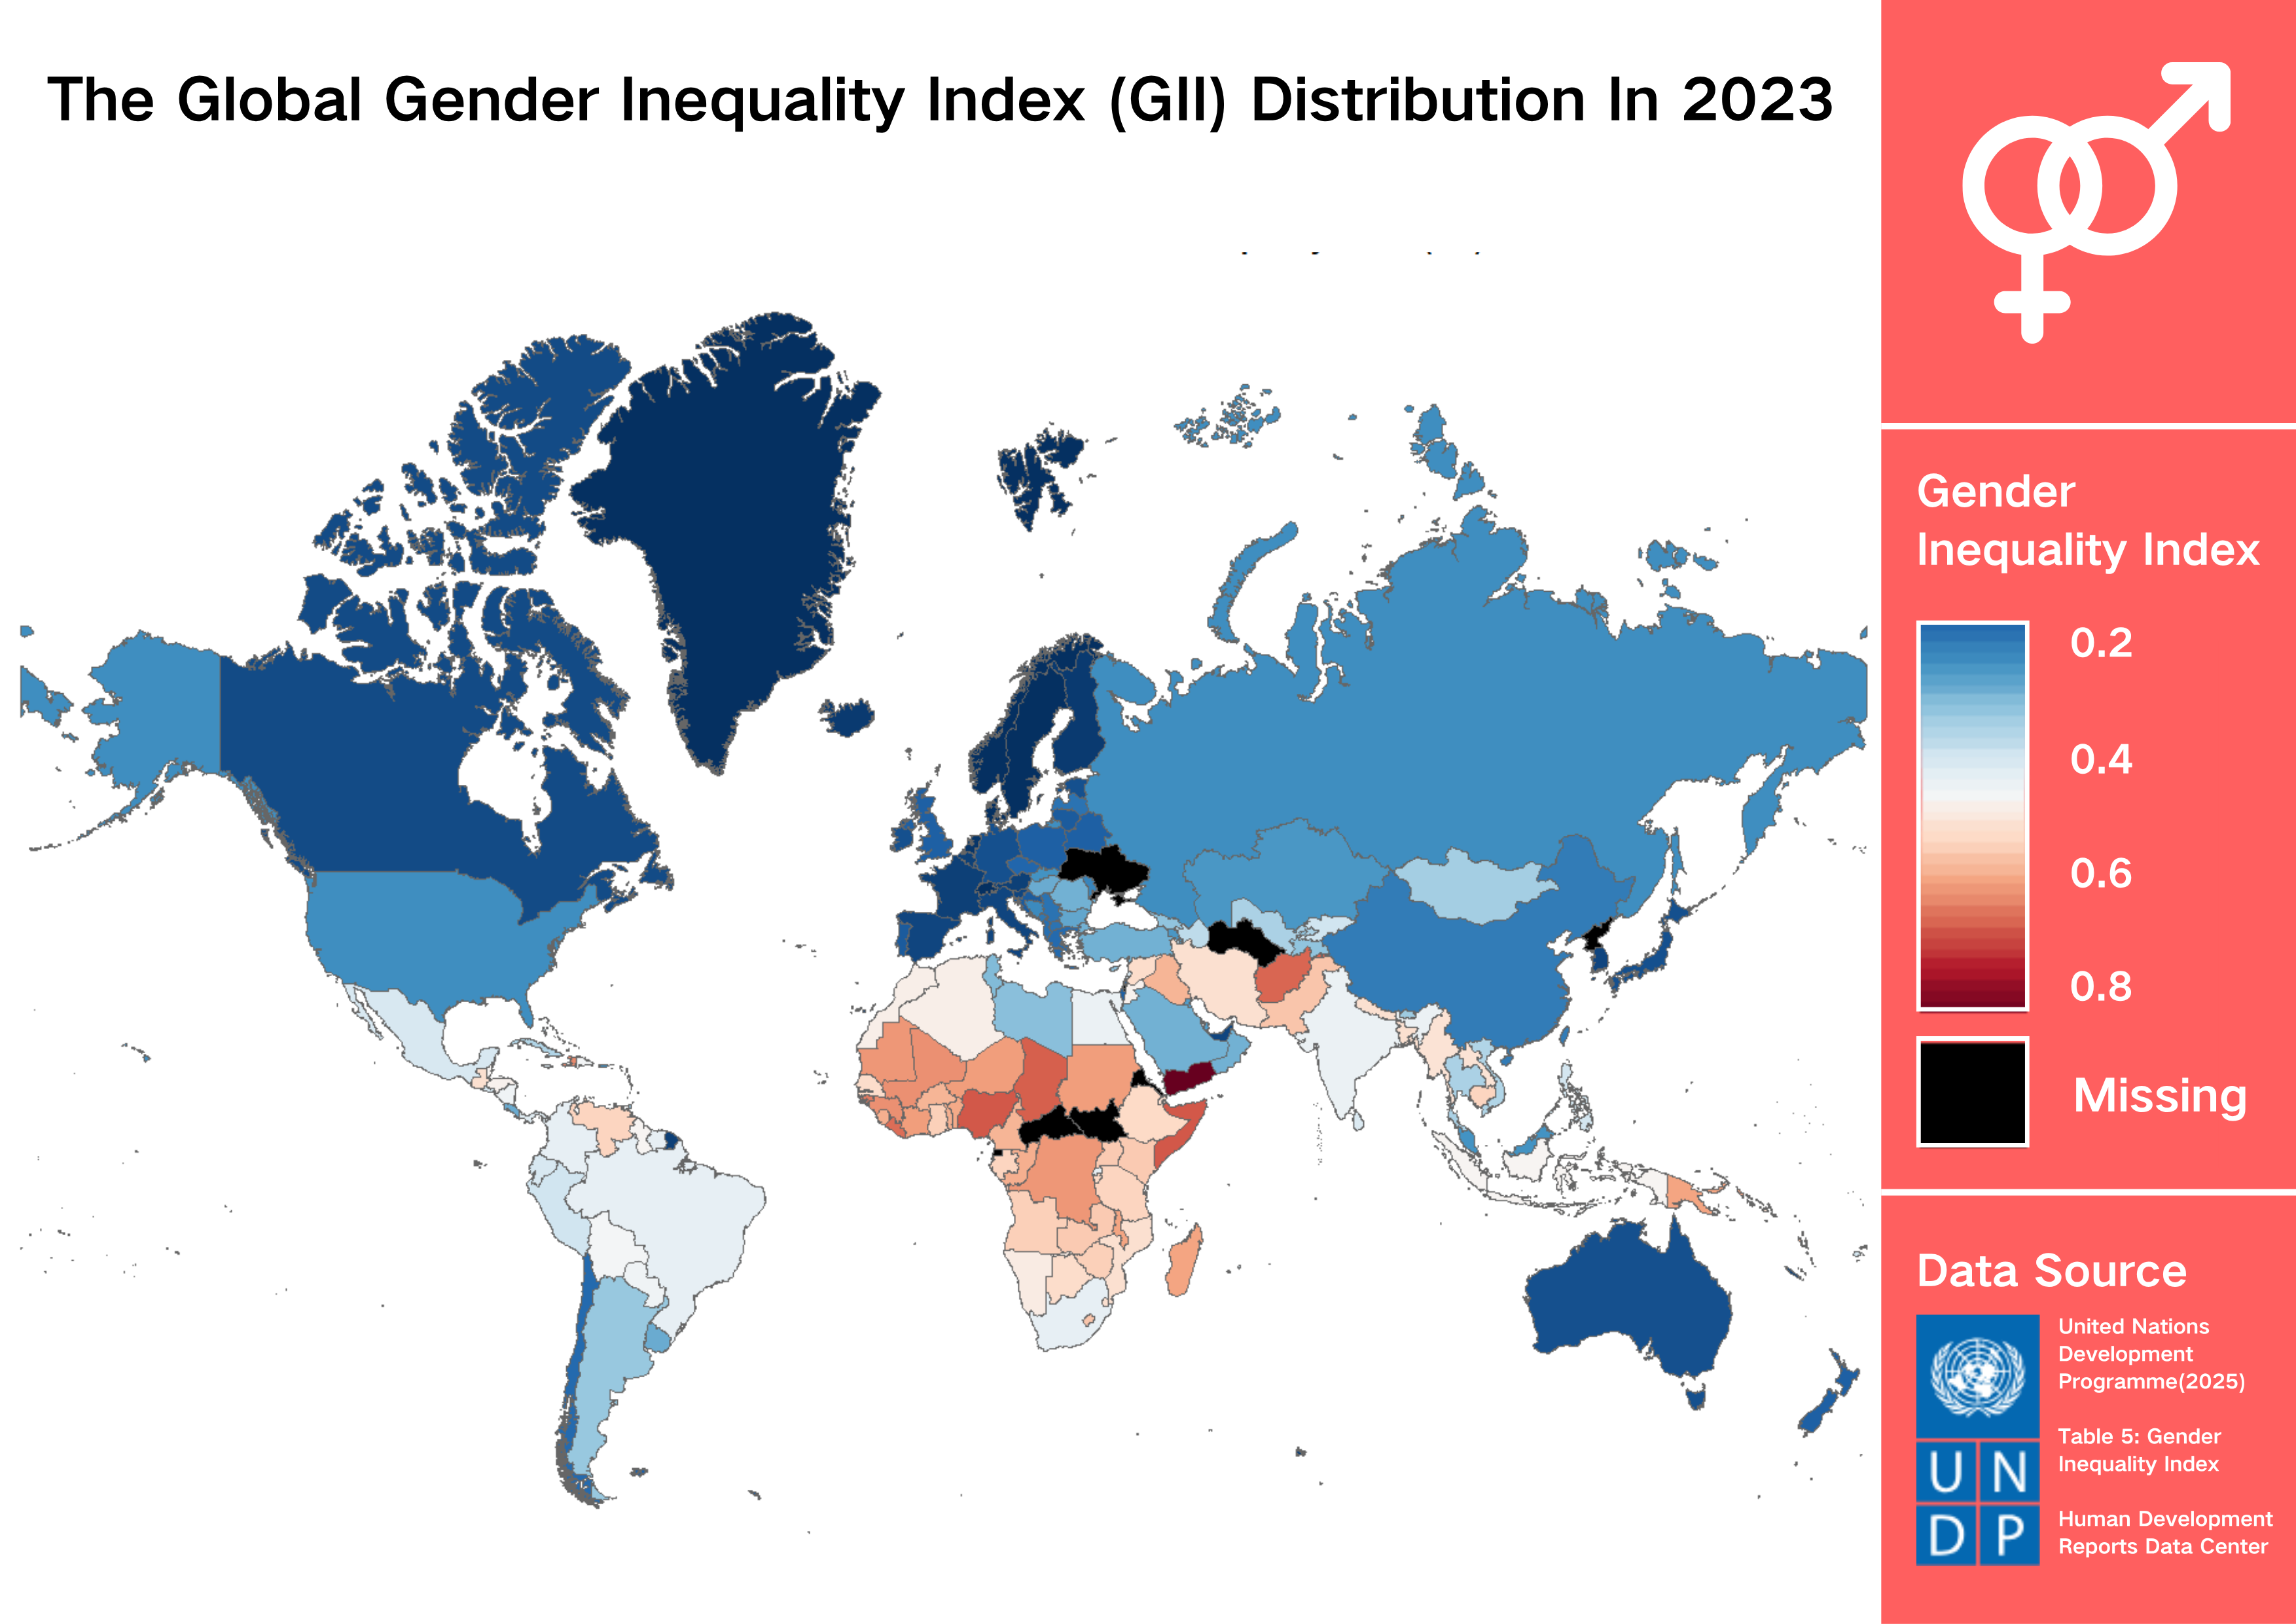 The Global Gender Inequality Index (GII) Distribution In 2023
Gender
Inequality Index
0.2
0.4
0.6
0.8
Missing
Data Source
United Nations
Development
Programme(2025)
Table 5: Gender
Inequality Index
Human Development
Reports Data Center
U N
D P